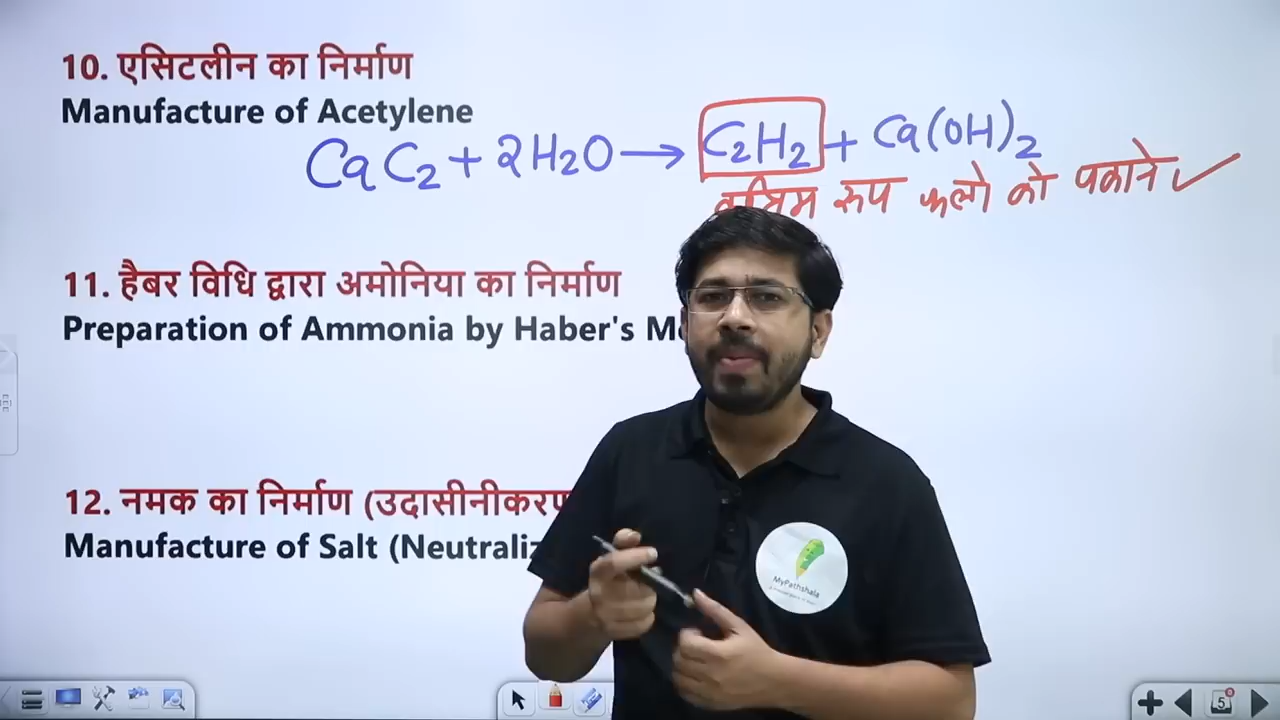 10. एसिटलीन का निर्माण
Manufacture of Acetylene
CaC2 + 2H2O → C2H2 + Ca(OH)2
रूप फलो को पकाने ✓
11. हैबर विधि द्वारा अमोनिया का निर्माण
Preparation of Ammonia by Haber's M
12. नमक का निर्माण (उदासीनीकरण
Manufacture of Salt (Neutraliz
MyPathshala
5